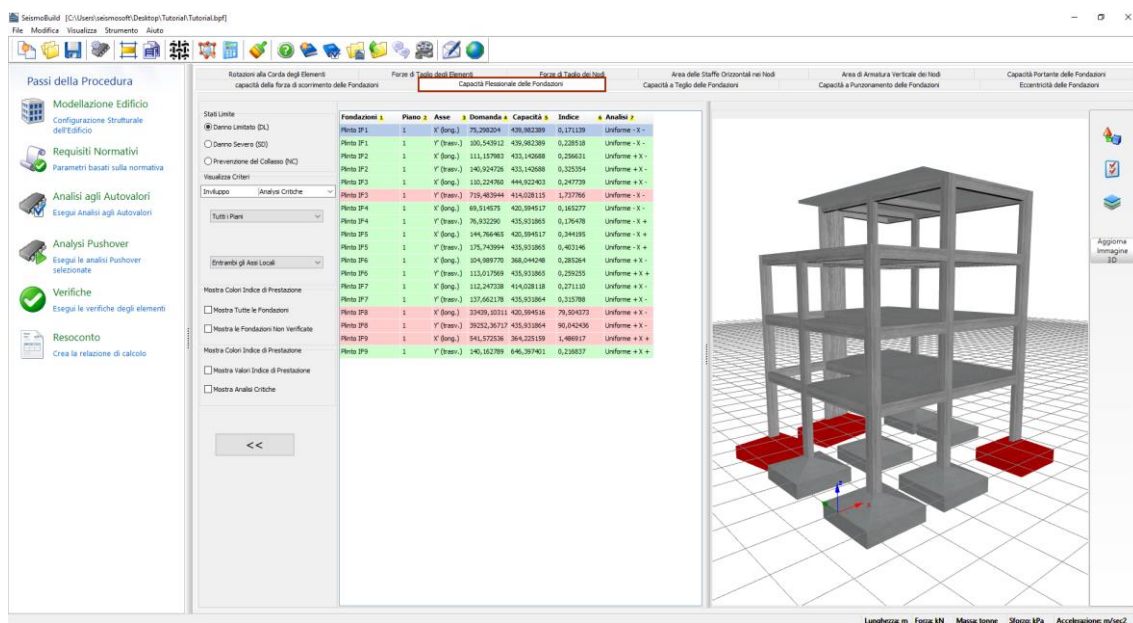 SeismoBuild [C:\Users\seismosoft\Desktop\Tutorial\Tutorial.bpf]
File Modifica Visualizza Strumento Aiuto
Passi della Procedura
Modellazione Edificio
Configurazione Strutturale
dell'Edificio
Requisiti Normativi
Parametri basati sulla normativa
Analisi agli Autovalori
Esegui Analisi agli Autovalori
Analysi Pushover
Esegui le analisi Pushover
selezionate
Verifiche
Esegui le verifiche degli elementi
Resoconto
Crea la relazione di calcolo
Rotazioni alla Corda degli Elementi Forze di Taglio degli Elementi Forze di Taglio dei Nodi Area delle Staffe Orizzontali nei Nodi Area di Armatura Verticale dei Nodi Capacità Portante delle Fondazioni
capacità della forza di scorrimento delle Fondazioni Capacità Flessionale delle Fondazioni Capacità a Teglio delle Fondazioni Capacità a Punzonamento delle Fondazioni Eccentricità delle Fondazioni
Stati Limite
Danno Limitato (DL)
Danno Severo (SD)
Prevenzione del Collasso (NC)
Visualizza Criteri
Inviluppo Analysi Critiche
Tutti i Piani
Entrambi gli Assi Locali
Mostra Colori Indice di Prestazione
Mostra Tutte le Fondazioni
Mostra le Fondazioni Non Verificate
Mostra Colori Indice di Prestazione
Mostra Valori Indice di Prestazione
Mostra Analisi Critiche
<<
Fondazioni 1 Piano 2 Asse 3 Domanda 4 Capacità 5 Indice 6 Analisi 7
Plinto IF1 1 X' (long.) 75,298204 439,982389 0,171139 Uniforme - X -
Plinto IF1 1 Y' (trasv.) 100,543912 439,982389 0,228518 Uniforme - X -
Plinto IF2 1 X' (long.) 111,157983 433,142688 0,256631 Uniforme + X -
Plinto IF2 1 Y' (trasv.) 140,924726 433,142688 0,325354 Uniforme + X -
Plinto IF3 1 X' (long.) 110,224760 444,922403 0,247739 Uniforme + X -
Plinto IF3 1 Y' (trasv.) 719,483944 414,028115 1,737766 Uniforme - X -
Plinto IF4 1 X' (long.) 69,514575 420,594517 0,165277 Uniforme - X -
Plinto IF4 1 Y' (trasv.) 76,932290 435,931865 0,176478 Uniforme - X +
Plinto IF5 1 X' (long.) 144,766465 420,594517 0,344195 Uniforme - X +
Plinto IF5 1 Y' (trasv.) 175,743994 435,931865 0,403146 Uniforme - X +
Plinto IF6 1 X' (long.) 104,989770 368,044248 0,285264 Uniforme + X -
Plinto IF6 1 Y' (trasv.) 113,017569 435,931865 0,259255 Uniforme + X +
Plinto IF7 1 X' (long.) 112,247338 414,028118 0,271110 Uniforme + X -
Plinto IF7 1 Y' (trasv.) 137,662178 435,931864 0,315788 Uniforme + X -
Plinto IF8 1 X' (long.) 33439,10311 420,594516 79,504373 Uniforme + X -
Plinto IF8 1 Y' (trasv.) 39252,36717 435,931864 90,042436 Uniforme + X -
Plinto IF9 1 X' (long.) 541,572536 364,225159 1,486917 Uniforme + X +
Plinto IF9 1 Y' (trasv.) 140,162789 646,397401 0,216837 Uniforme + X +
Aggiorna
Immagine
3D
Lunghezza: m Forza: kN Massa: tonne Sforzo: kPa Accelerazione: m/sec2